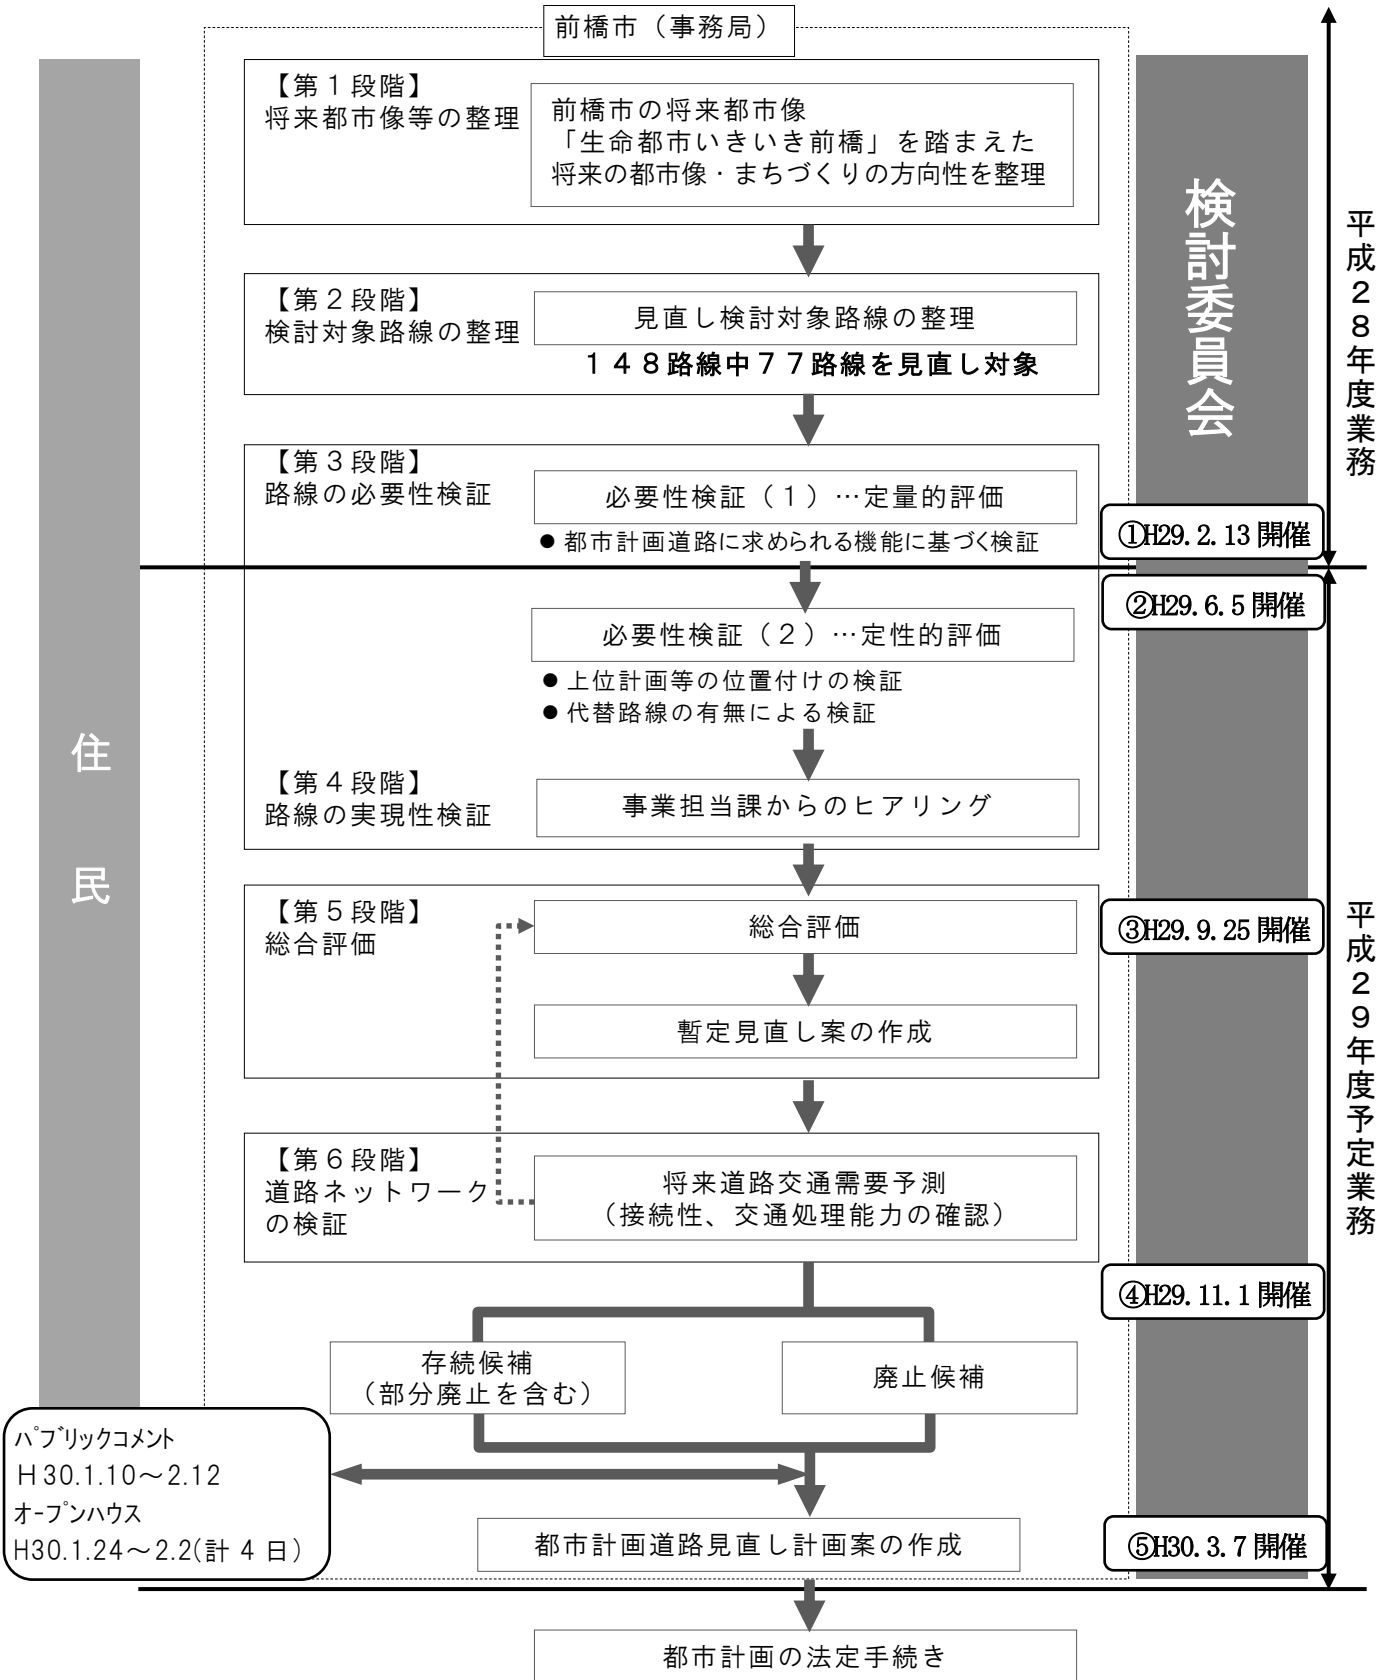 前橋市（事務局）
【第１段階】
将来都市像等の整理
前橋市の将来都市像
「生命都市いきいき前橋」を踏まえた
将来の都市像・まちづくりの方向性を整理
【第２段階】
検討対象路線の整理
見直し検討対象路線の整理
１４８路線中７７路線を見直し対象
【第３段階】
路線の必要性検証
必要性検証（１）…定量的評価
●都市計画道路に求められる機能に基づく検証
必要性検証（２）…定性的評価
●上位計画等の位置付けの検証
●代替路線の有無による検証
【第４段階】
路線の実現性検証
事業担当課からのヒアリング
【第５段階】
総合評価
総合評価
暫定見直し案の作成
【第６段階】
道路ネットワーク
の検証
将来道路交通需要予測
（接続性、交通処理能力の確認）
存続候補
（部分廃止を含む）
廃止候補
都市計画道路見直し計画案の作成
都市計画の法定手続き
住民
ﾊﾟﾌﾞﾘｯｸｺﾒﾝﾄ
Ｈ30.1.10～2.12
ｵｰﾌﾟﾝﾊｳｽ
H30.1.24～2.2(計 4 日)
検討委員会
①H29.2.13 開催
②H29.6.5 開催
③H29.9.25 開催
④H29.11.1 開催
⑤H30.3.7 開催
平成２８年度業務
平成２９年度予定業務